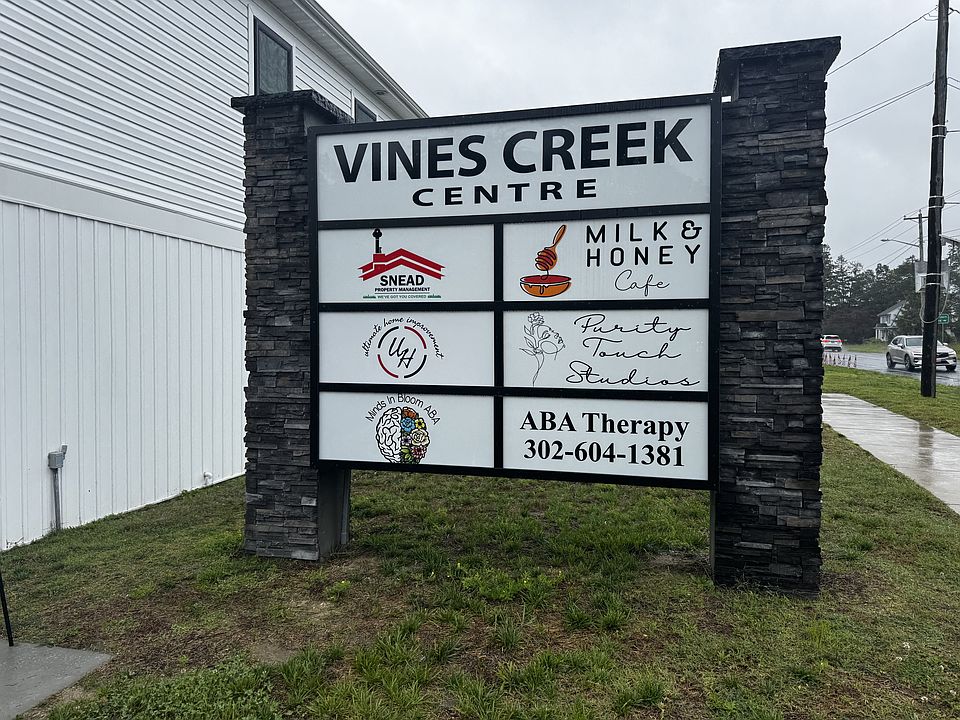 VINES CREEK
CENTRE
SNEAD
PROPERTY MANAGEMENT
WE'VE GOT YOU COVERED
MILK &
HONEY
Cafe
ultimate home improvement
UH
Purity
Touch
Studios
Minds In Bloom ABA
ABA Therapy
302-604-1381